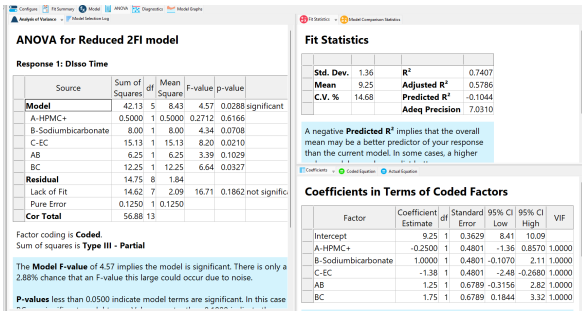 Configure Fit Summary Model ANOVA Diagnostics Model Graphs
Analysis of Variance Model Selection Log
ANOVA for Reduced 2FI model
Response 1: DIsso Time
Source Sum of Squares df Mean Square F-value p-value
Model 42.13 5 8.43 4.57 0.0288 significant
A-HPMC+ 0.5000 1 0.5000 0.2712 0.6166
B-Sodiumbicarbonate 8.00 1 8.00 4.34 0.0708
C-EC 15.13 1 15.13 8.20 0.0210
AB 6.25 1 6.25 3.39 0.1029
BC 12.25 1 12.25 6.64 0.0327
Residual 14.75 8 1.84
Lack of Fit 14.62 7 2.09 16.71 0.1862 not signific
Pure Error 0.1250 1 0.1250
Cor Total 56.88 13
Factor coding is Coded.
Sum of squares is Type III - Partial
The Model F-value of 4.57 implies the model is significant. There is only a
2.88% chance that an F-value this large could occur due to noise.
P-values less than 0.0500 indicate model terms are significant. In this case
Fit Statistics Model Comparison Statistics
Fit Statistics
Std. Dev. 1.36 R² 0.7407
Mean 9.25 Adjusted R² 0.5786
C.V. % 14.68 Predicted R² -0.1044
Adeq Precision 7.0310
A negative Predicted R² implies that the overall
mean may be a better predictor of your response
than the current model. In some cases, a higher
Coefficients Coded Equation Actual Equation
Coefficients in Terms of Coded Factors
Factor Coefficient Estimate df Standard Error 95% CI Low 95% CI High VIF
Intercept 9.25 1 0.3629 8.41 10.09
A-HPMC+ -0.2500 1 0.4801 -1.36 0.8570 1.0000
B-Sodiumbicarbonate 1.0000 1 0.4801 -0.1070 2.11 1.0000
C-EC -1.38 1 0.4801 -2.48 -0.2680 1.0000
AB 1.25 1 0.6789 -0.3156 2.82 1.0000
BC 1.75 1 0.6789 0.1844 3.32 1.0000